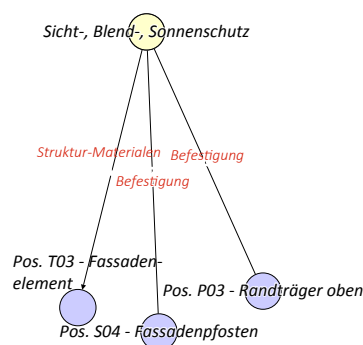 Sicht-, Blend-, Sonnenschutz
Struktur-Materialen
Befestigung
Befestigung
Pos. T03 - Fassaden-
element
Pos. P03 - Randträger oben
Pos. S04 - Fassadenpfosten